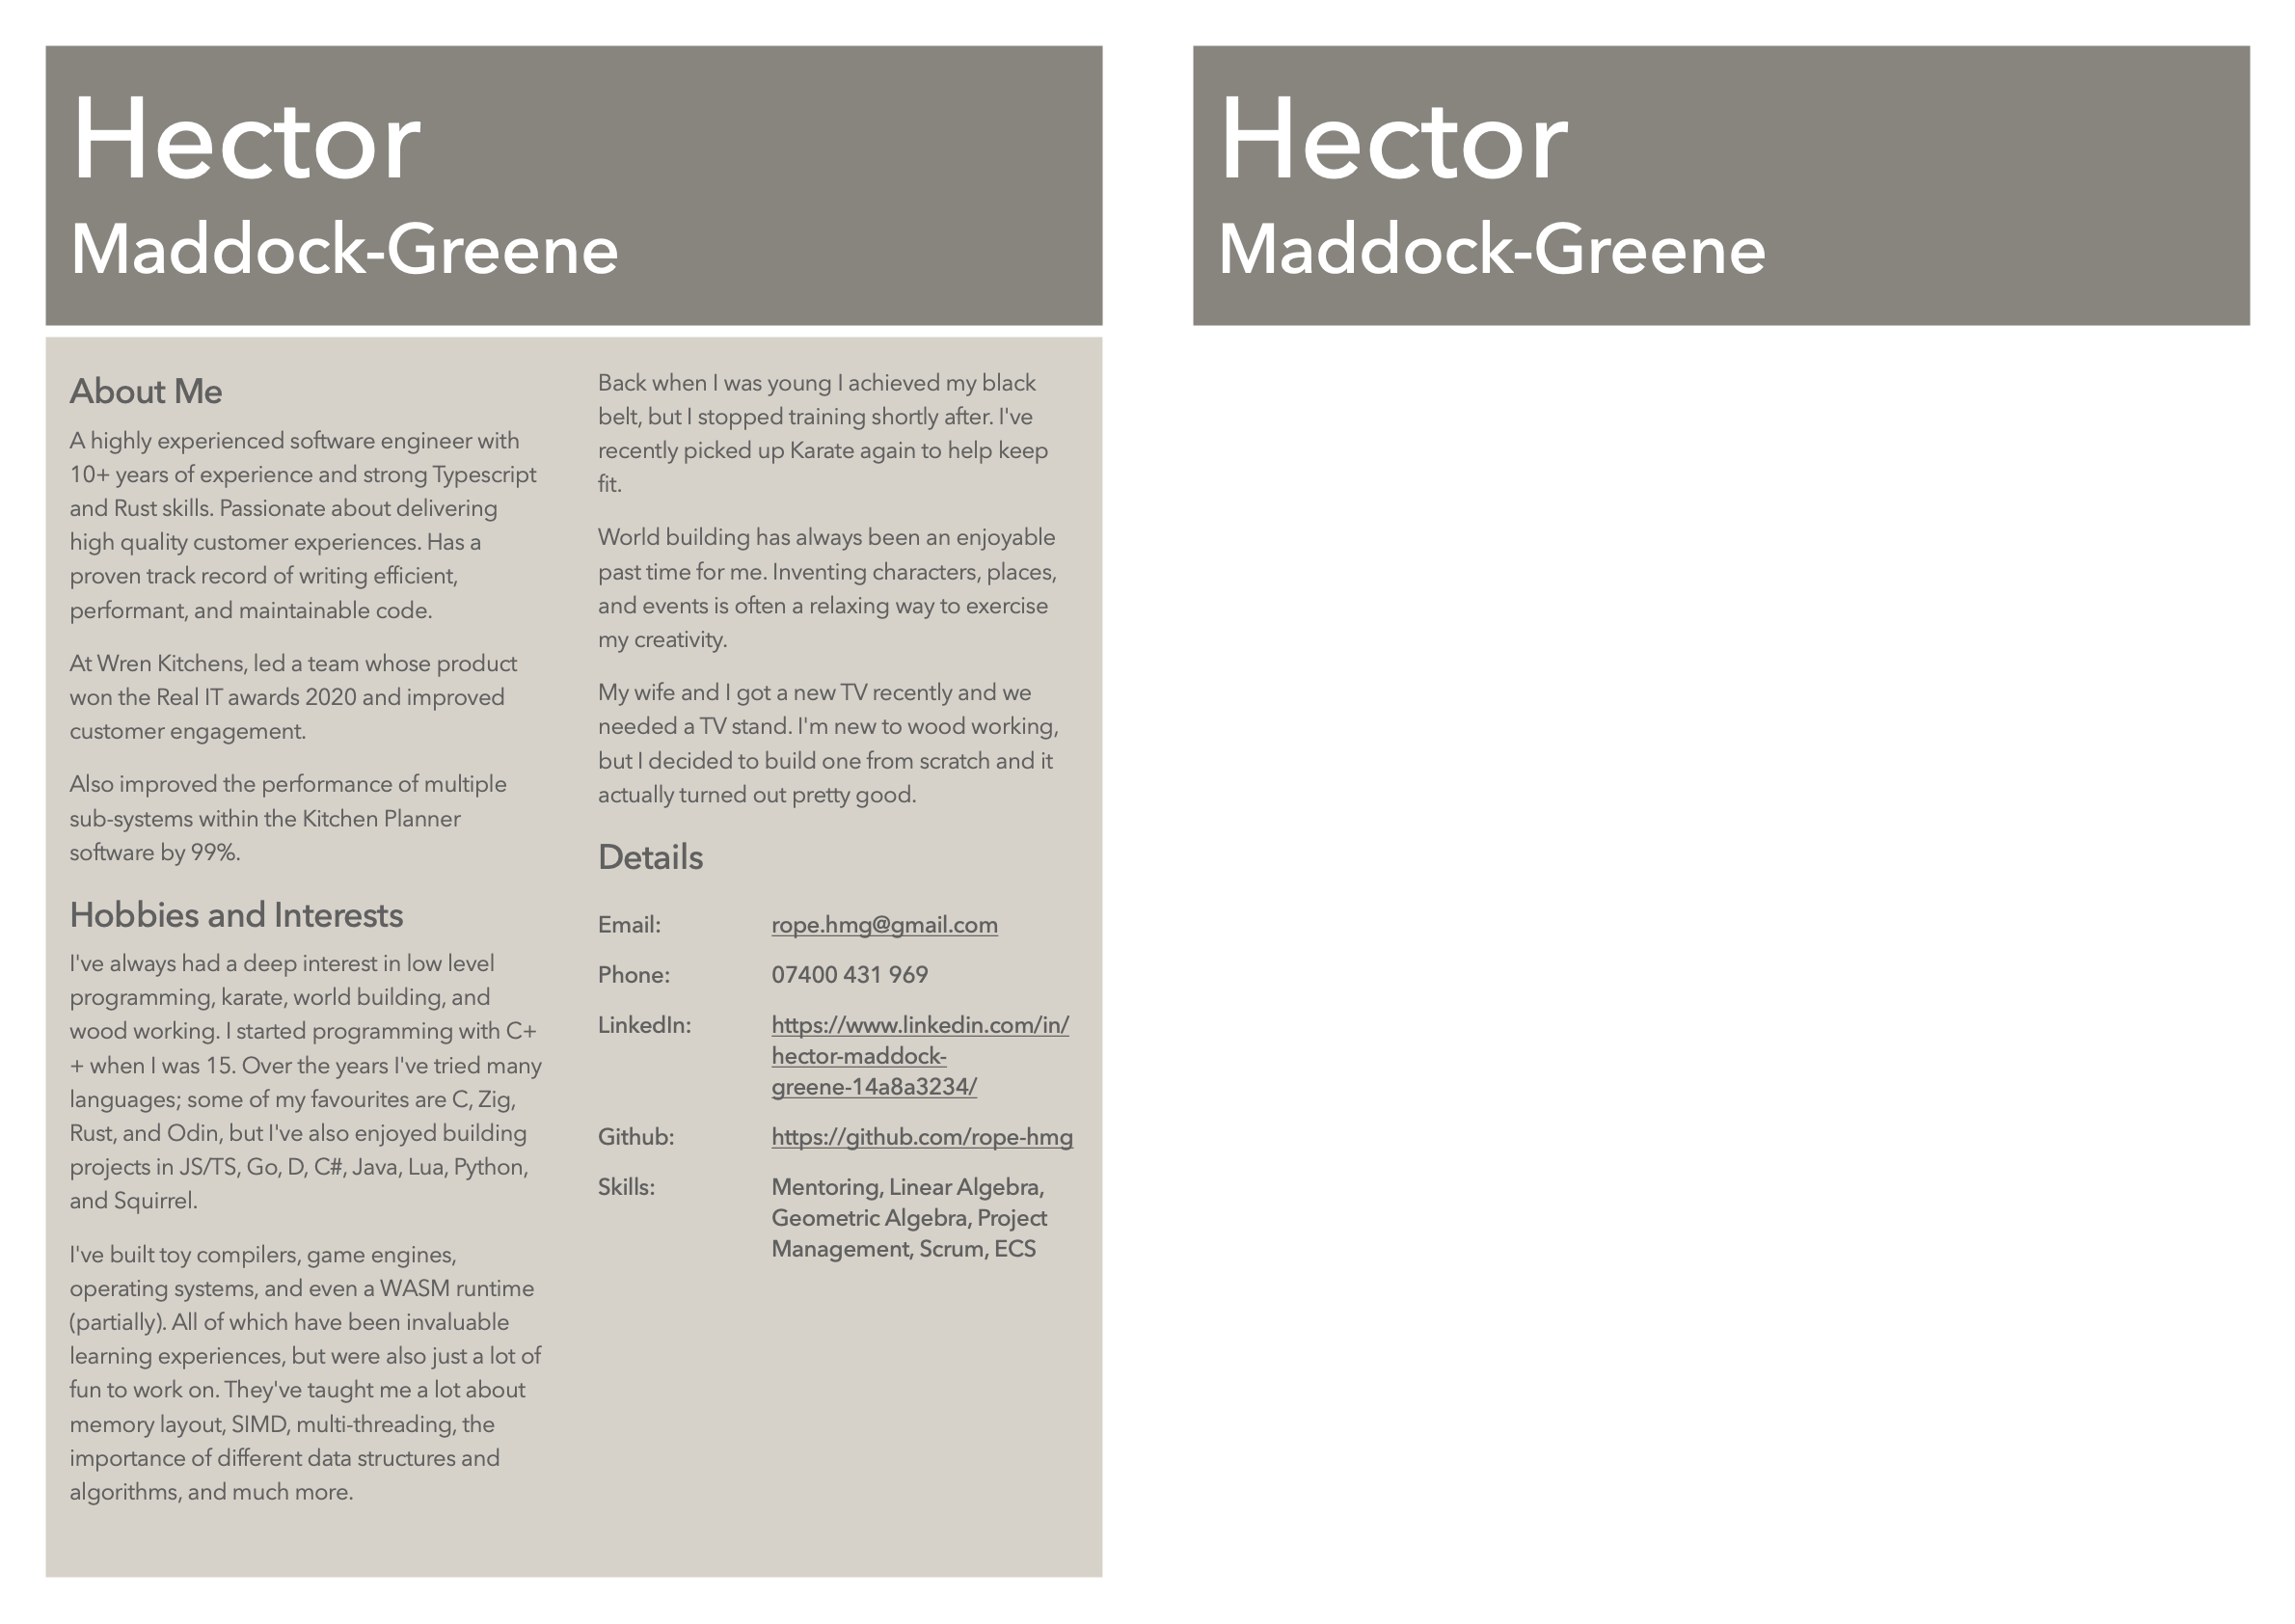 Hector
Maddock-Greene
About Me
A highly experienced software engineer with
10+ years of experience and strong Typescript
and Rust skills. Passionate about delivering
high quality customer experiences. Has a
proven track record of writing efficient,
performant, and maintainable code.
At Wren Kitchens, led a team whose product
won the Real IT awards 2020 and improved
customer engagement.
Also improved the performance of multiple
sub-systems within the Kitchen Planner
software by 99%.
Hobbies and Interests
I've always had a deep interest in low level
programming, karate, world building, and
wood working. I started programming with C+
+ when I was 15. Over the years I've tried many
languages; some of my favourites are C, Zig,
Rust, and Odin, but I've also enjoyed building
projects in JS/TS, Go, D, C#, Java, Lua, Python,
and Squirrel.
I've built toy compilers, game engines,
operating systems, and even a WASM runtime
(partially). All of which have been invaluable
learning experiences, but were also just a lot of
fun to work on. They've taught me a lot about
memory layout, SIMD, multi-threading, the
importance of different data structures and
algorithms, and much more.
Back when I was young I achieved my black
belt, but I stopped training shortly after. I've
recently picked up Karate again to help keep
fit.
World building has always been an enjoyable
past time for me. Inventing characters, places,
and events is often a relaxing way to exercise
my creativity.
My wife and I got a new TV recently and we
needed a TV stand. I'm new to wood working,
but I decided to build one from scratch and it
actually turned out pretty good.
Details
Email: rope.hmg@gmail.com
Phone: 07400 431 969
LinkedIn: https://www.linkedin.com/in/
hector-maddock-
greene-14a8a3234/
Github: https://github.com/rope-hmg
Skills: Mentoring, Linear Algebra,
Geometric Algebra, Project
Management, Scrum, ECS
Hector
Maddock-Greene